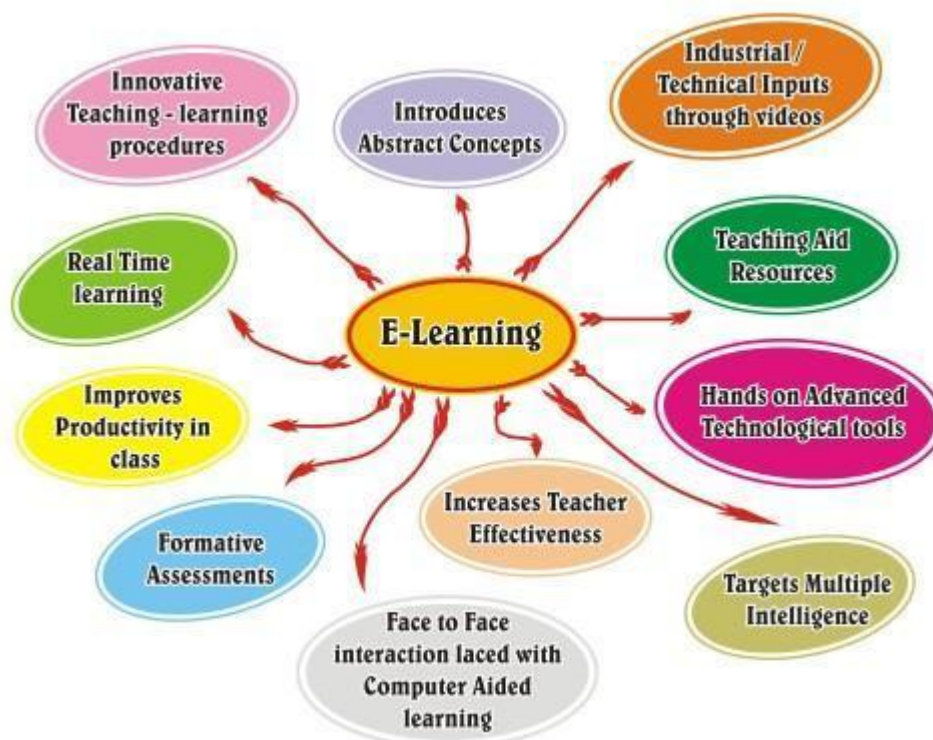 Innovative
Teaching - learning
procedures
Introduces
Abstract Concepts
Industrial /
Technical Inputs
through videos
Real Time
learning
Teaching Aid
Resources
E-Learning
Improves
Productivity in
class
Hands on Advanced
Technological tools
Formative
Assessments
Increases Teacher
Effectiveness
Targets Multiple
Intelligence
Face to Face
interaction laced with
Computer Aided
learning